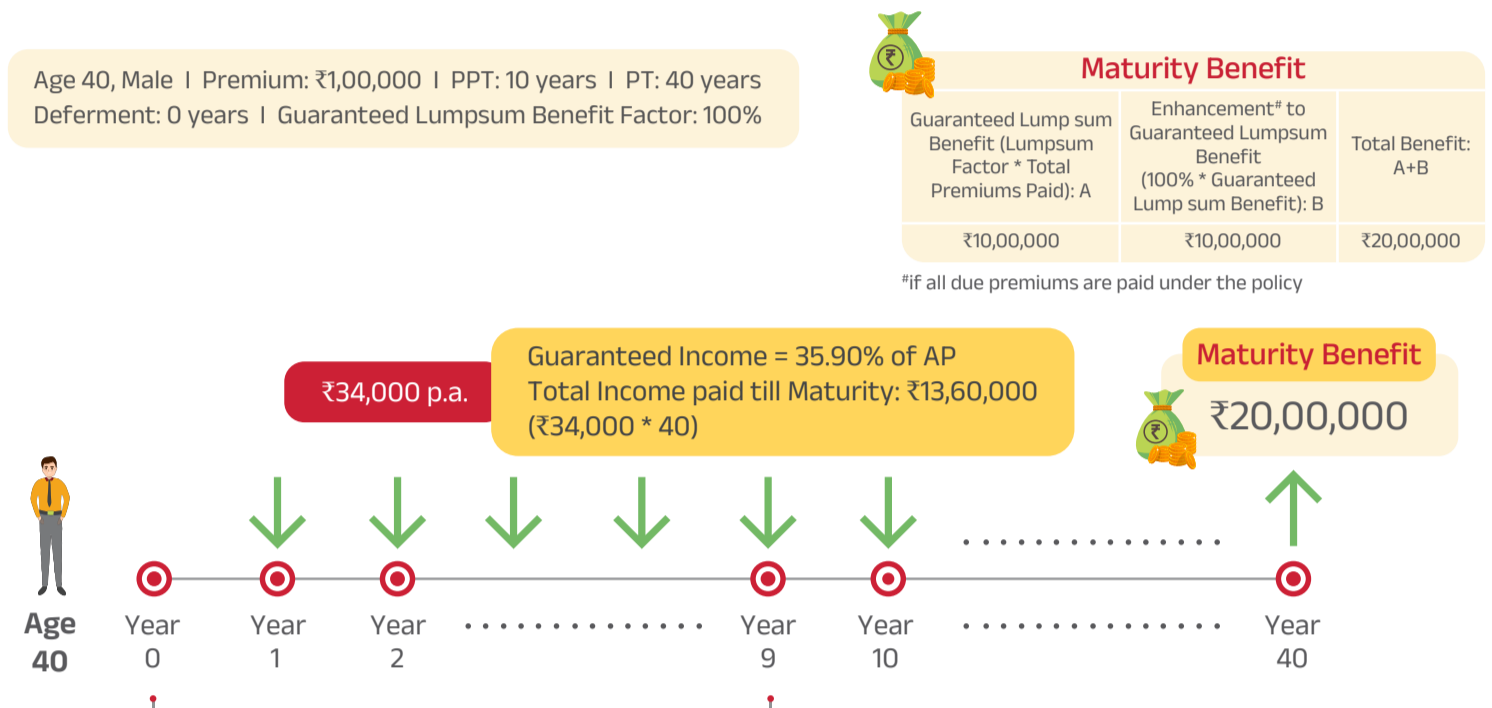 Age 40, Male I Premium: ₹1,00,000 I PPT: 10 years I PT: 40 years
Deferment: 0 years I Guaranteed Lumpsum Benefit Factor: 100%
₹
Maturity Benefit
Guaranteed Lump sum
Benefit (Lumpsum
Factor * Total
Premiums Paid): A
Enhancement# to
Guaranteed Lumpsum
Benefit
(100% * Guaranteed
Lump sum Benefit): B
Total Benefit:
A+B
₹10,00,000
₹10,00,000
₹20,00,000
#if all due premiums are paid under the policy
₹34,000 p.a.
Guaranteed Income = 35.90% of AP
Total Income paid till Maturity: ₹13,60,000
(₹34,000 * 40)
Maturity Benefit
₹
₹20,00,000
Age
40
Year
0
Year
1
Year
2
Year
9
Year
10
Year
40